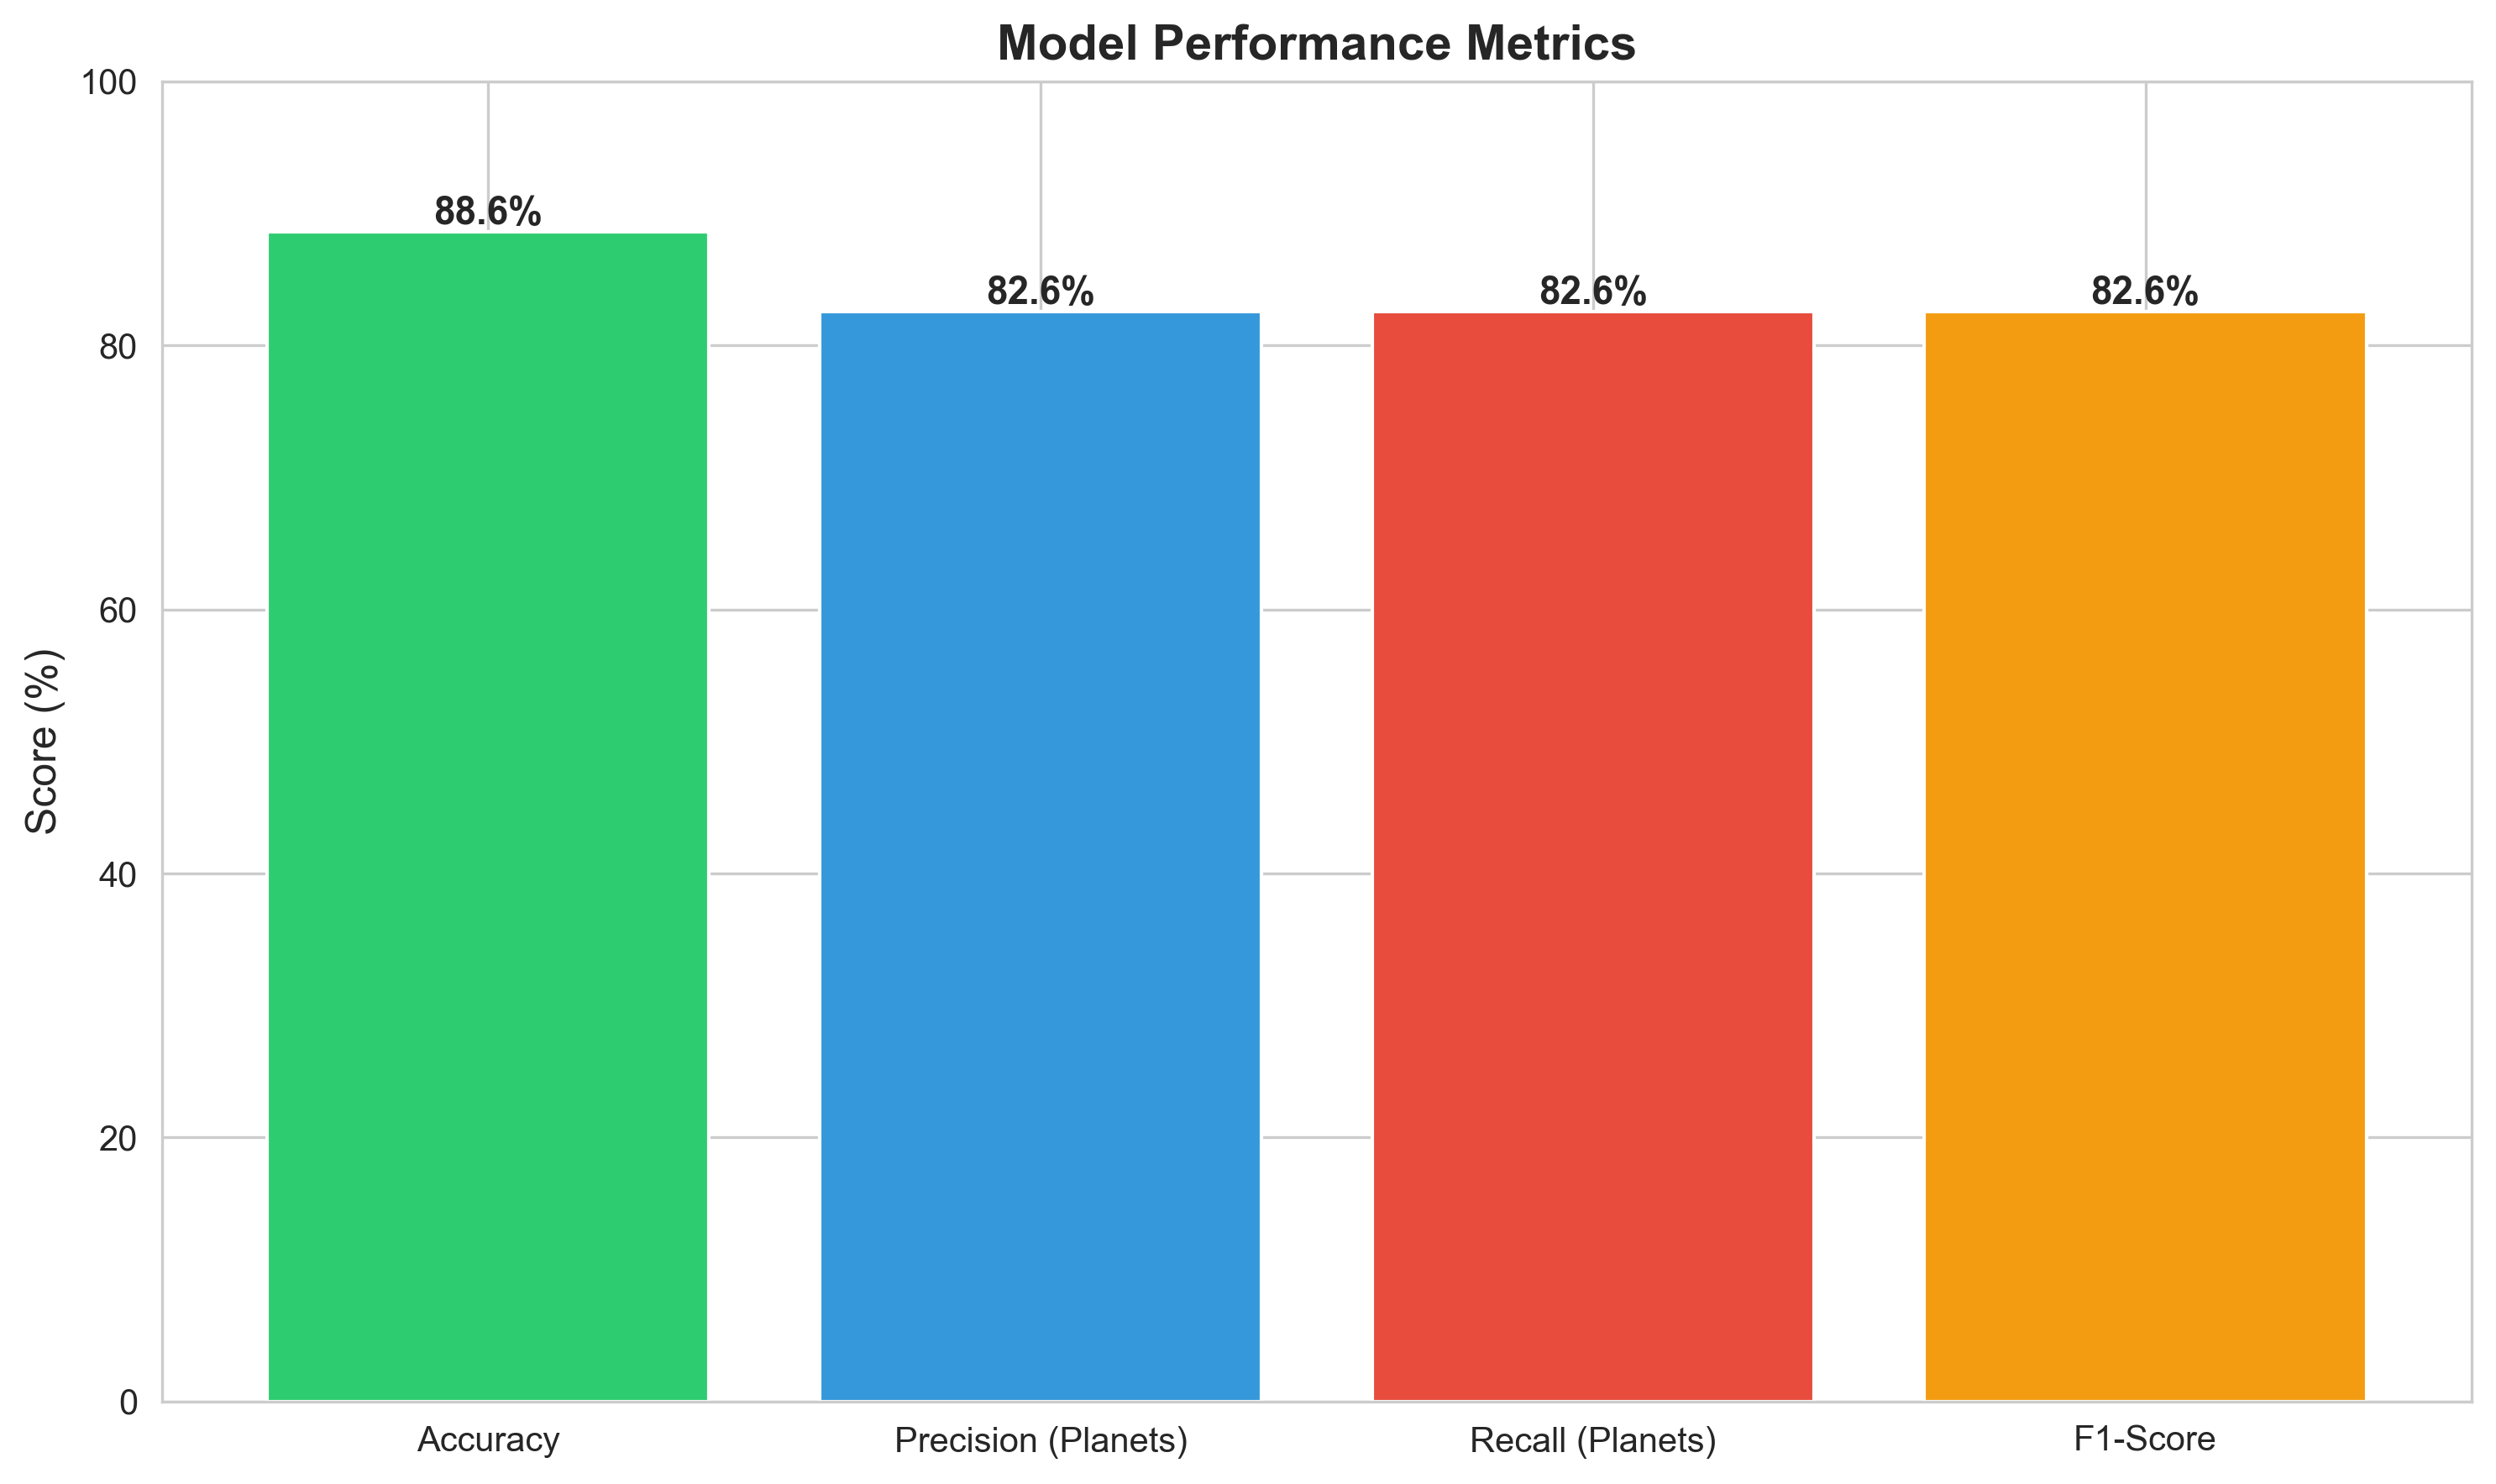 Model Performance Metrics
100
80
60
40
20
0
Score (%)
88.6%
82.6%
82.6%
82.6%
Accuracy
Precision (Planets)
Recall (Planets)
F1-Score